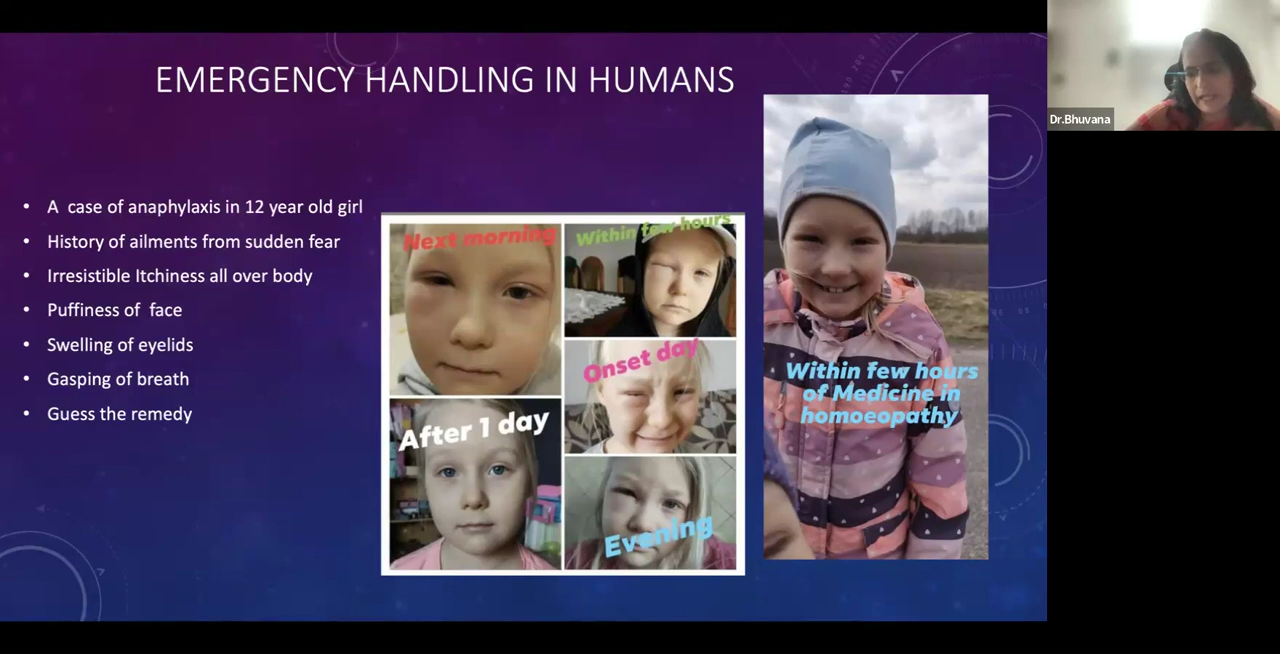 EMERGENCY HANDLING IN HUMANS
• A case of anaphylaxis in 12 year old girl
• History of ailments from sudden fear
• Irresistible Itchiness all over body
• Puffiness of face
• Swelling of eyelids
• Gasping of breath
• Guess the remedy
Next morning
Within few hours
Onset day
After 1 day
Evening
Within few hours
of Medicine in
homoeopathy
Dr.Bhuvana